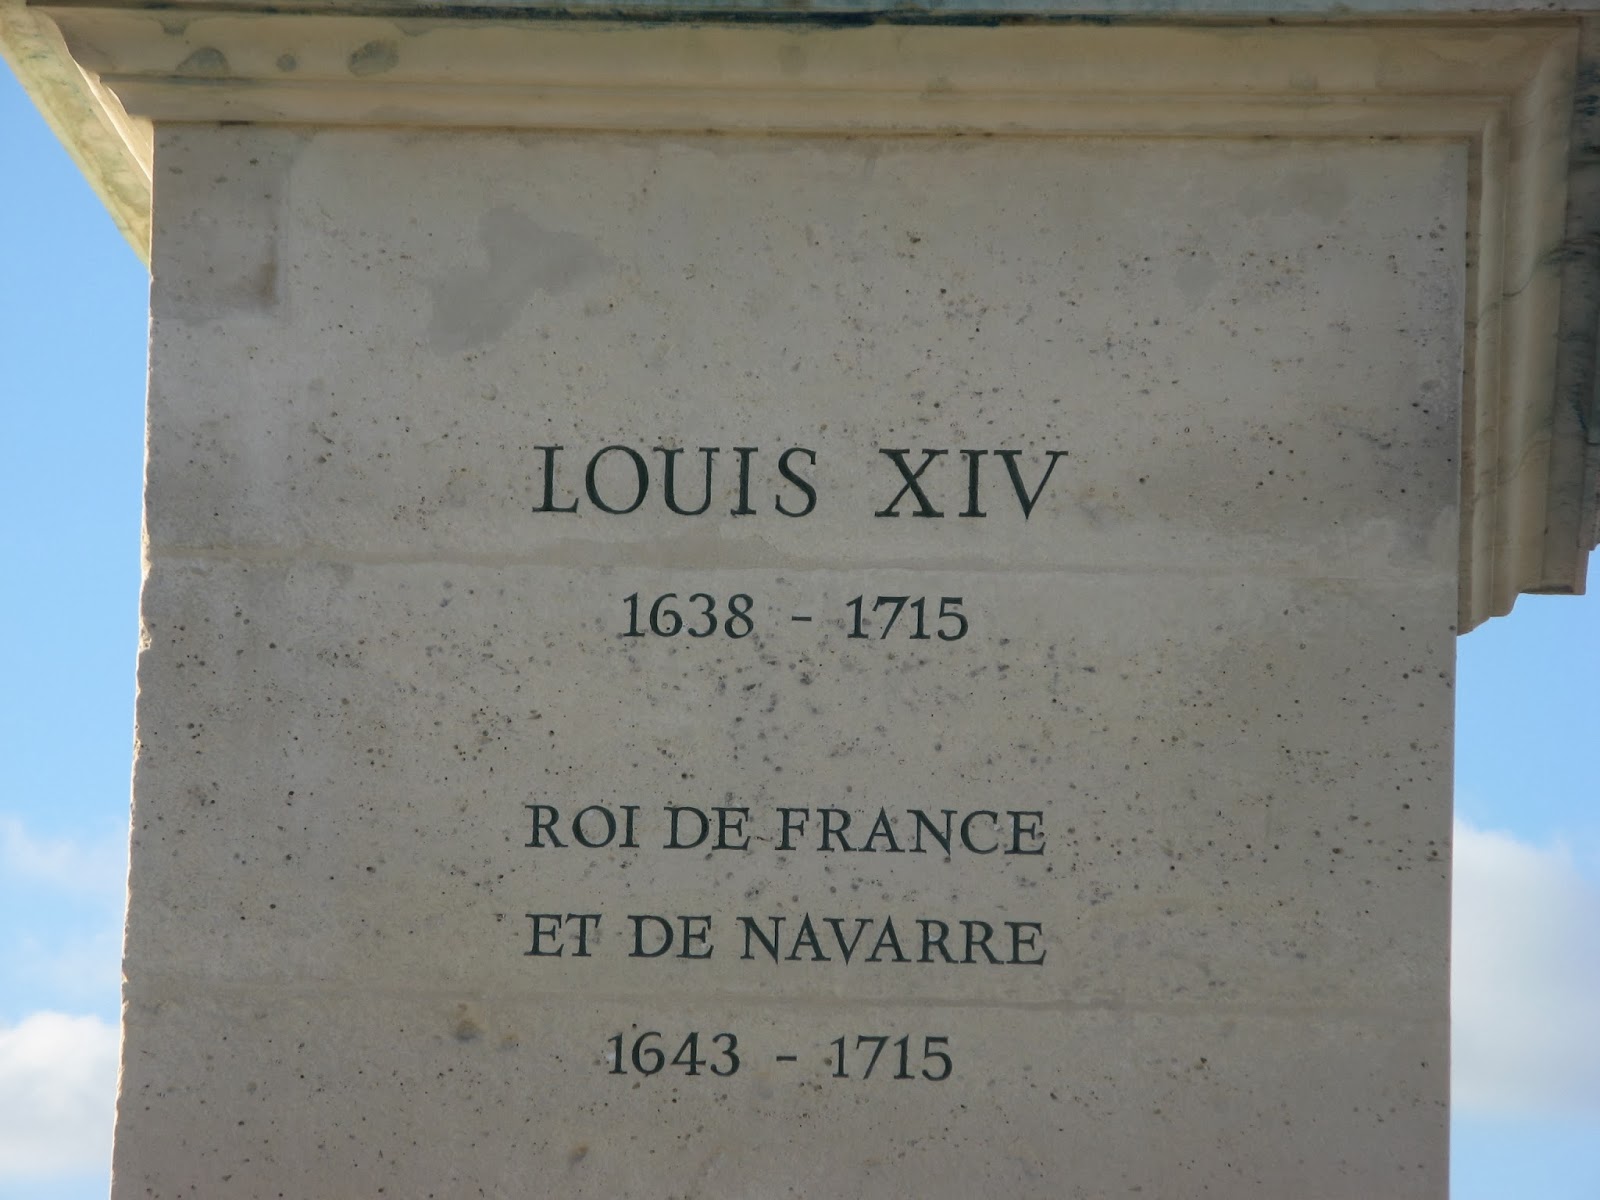 LOUIS XIV
1638 - 1715
ROI DE FRANCE
ET DE NAVARRE
1643 - 1715